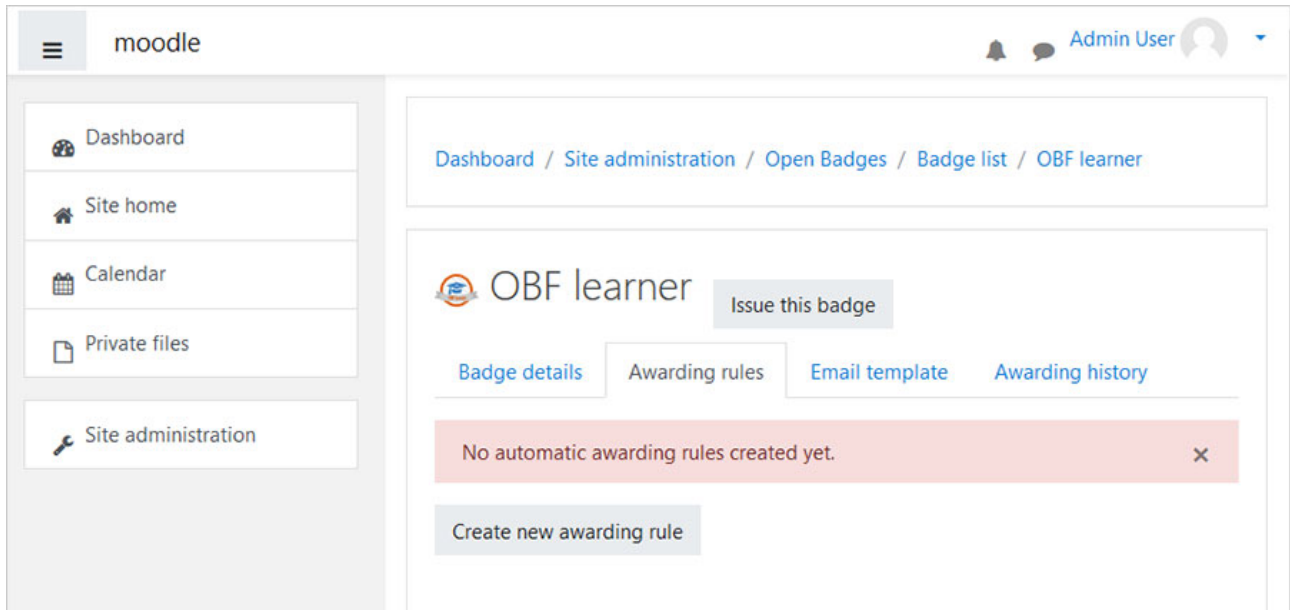 moodle
Admin User
Dashboard
Site home
Calendar
Private files
Site administration
Dashboard / Site administration / Open Badges / Badge list / OBF learner
OBF learner
Issue this badge
Badge details Awarding rules Email template Awarding history
No automatic awarding rules created yet. ×
Create new awarding rule